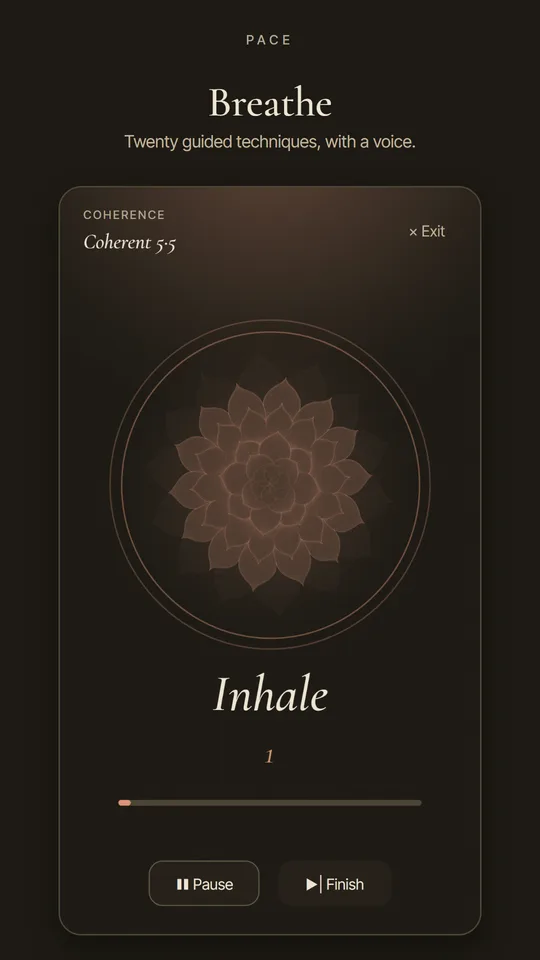 PACE
Breathe
Twenty guided techniques, with a voice.
COHERENCE
Coherent 5·5
× Exit
Inhale
1
Pause
Finish